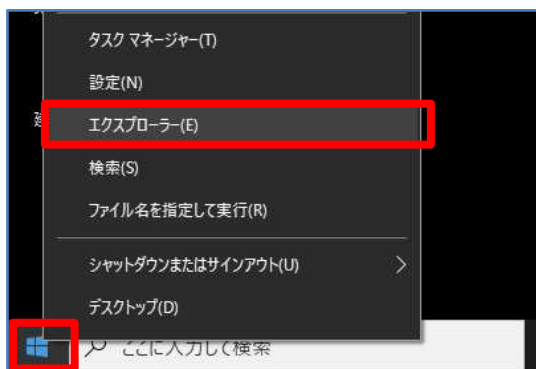 タスク マネージャー(T)
設定(N)
エクスプローラー(E)
検索(S)
ファイル名を指定して実行(R)
シャットダウンまたはサインアウト(U)
デスクトップ(D)
ここに入力して検索